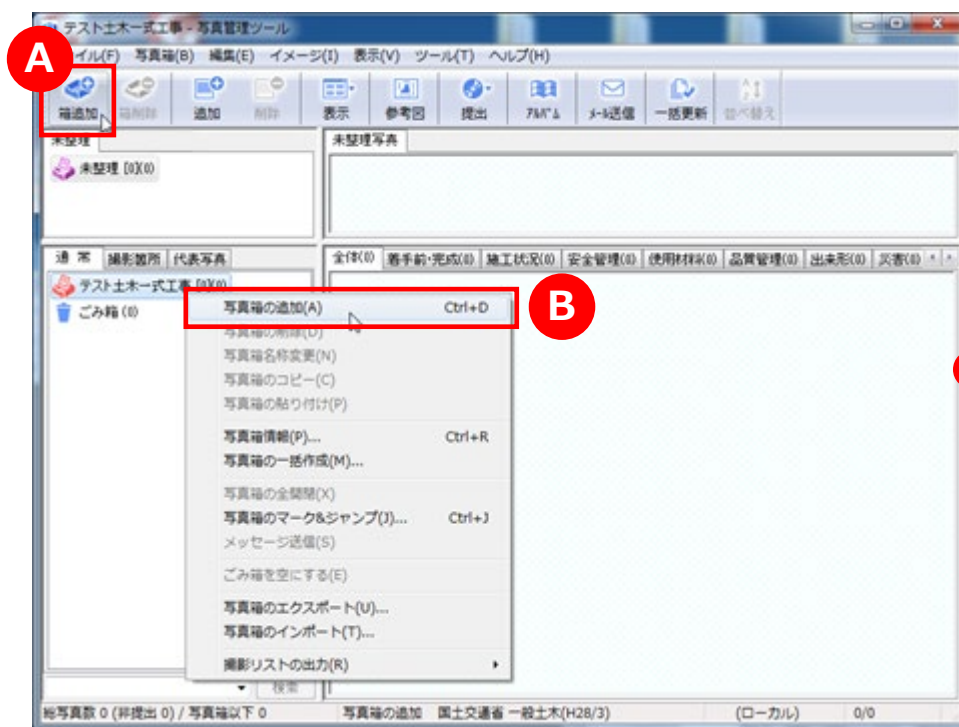 テスト土木一式工事 - 写真管理ツール
A
イル(F) 写真箱(B) 編集(E) イメージ(I) 表示(V) ツール(T) ヘルプ(H)
箱追加 箱削除 追加 削除 表示 参考図 提出 アルバム メール送信 一括更新 並べ替え
未整理 未整理写真
未整理 [0](0)
通常 撮影箇所 代表写真
全体(0) 着手前・完成(0) 施工状況(0) 安全管理(0) 使用材料(0) 品質管理(0) 出来形(0) 災害(0)
テスト土木一式工事 [0](0)
ごみ箱(0)
写真箱の追加(A) Ctrl+D
B
写真箱の削除(D)
写真箱名称変更(N)
写真箱のコピー(C)
写真箱の貼り付け(P)
写真箱情報(P)... Ctrl+R
写真箱の一括作成(M)...
写真箱の全開閉(X)
写真箱のマーク&ジャンプ(J)... Ctrl+J
メッセージ送信(S)
ごみ箱を空にする(E)
写真箱のエクスポート(U)...
写真箱のインポート(T)...
撮影リストの出力(R)
検索
総写真数 0 (非提出 0) / 写真箱以下 0 写真箱の追加 国土交通省 一般土木(H28/3) (ローカル) 0/0